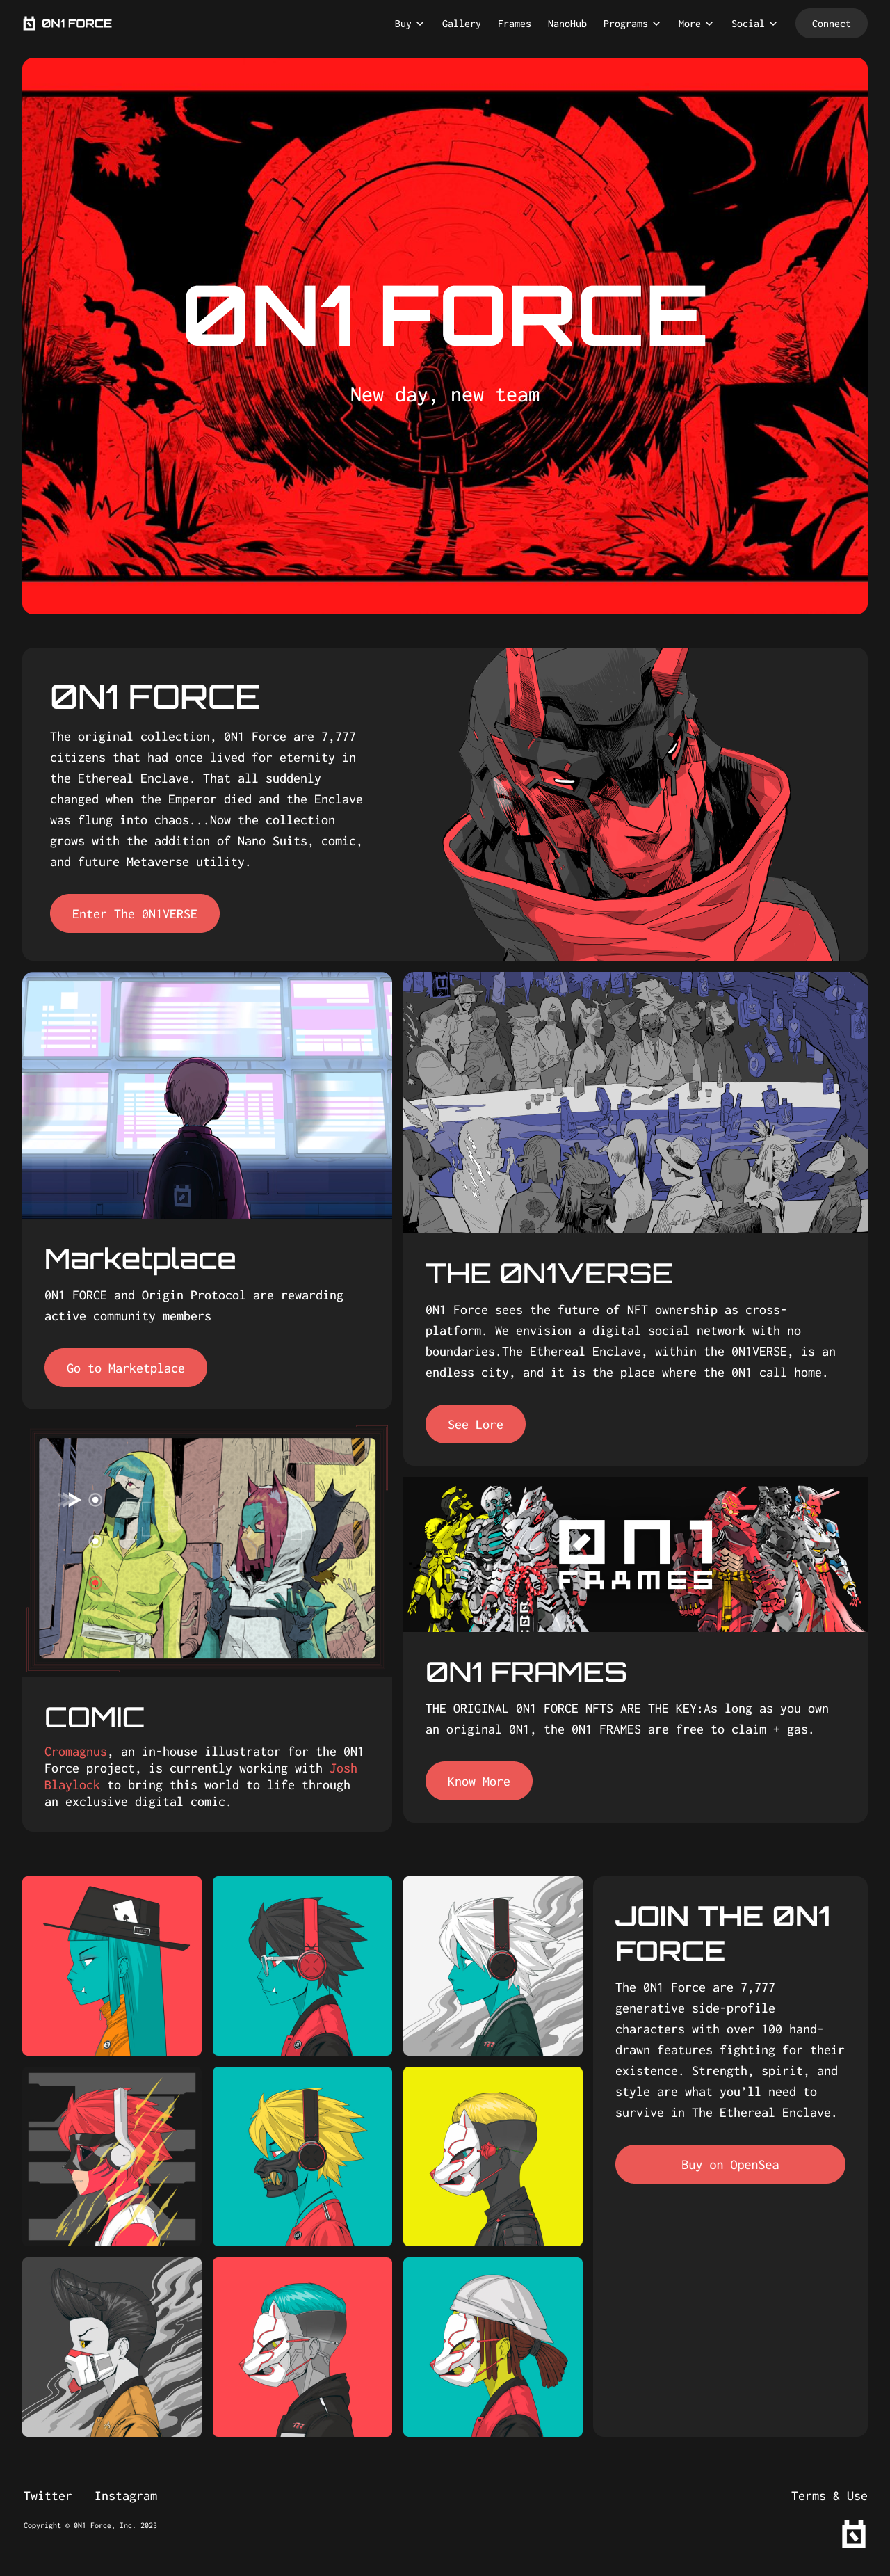 0N1 FORCE
Buy
Gallery
Frames
NanoHub
Programs
More
Social
Connect
0N1 FORCE
New day, new team
0N1 FORCE
The original collection, 0N1 Force are 7,777
citizens that had once lived for eternity in
the Ethereal Enclave. That all suddenly
changed when the Emperor died and the Enclave
was flung into chaos...Now the collection
grows with the addition of Nano Suits, comic,
and future Metaverse utility.
Enter The 0N1VERSE
Marketplace
0N1 FORCE and Origin Protocol are rewarding
active community members
Go to Marketplace
THE 0N1VERSE
0N1 Force sees the future of NFT ownership as cross-
platform. We envision a digital social network with no
boundaries.The Ethereal Enclave, within the 0N1VERSE, is an
endless city, and it is the place where the 0N1 call home.
See Lore
COMIC
Cromagnus, an in-house illustrator for the 0N1
Force project, is currently working with Josh
Blaylock to bring this world to life through
an exclusive digital comic.
0N1
FRAMES
0N1 FRAMES
THE ORIGINAL 0N1 FORCE NFTS ARE THE KEY:As long as you own
an original 0N1, the 0N1 FRAMES are free to claim + gas.
Know More
JOIN THE 0N1
FORCE
The 0N1 Force are 7,777
generative side-profile
characters with over 100 hand-
drawn features fighting for their
existence. Strength, spirit, and
style are what you’ll need to
survive in The Ethereal Enclave.
Buy on OpenSea
Twitter
Instagram
Terms & Use
Copyright © 0N1 Force, Inc. 2023